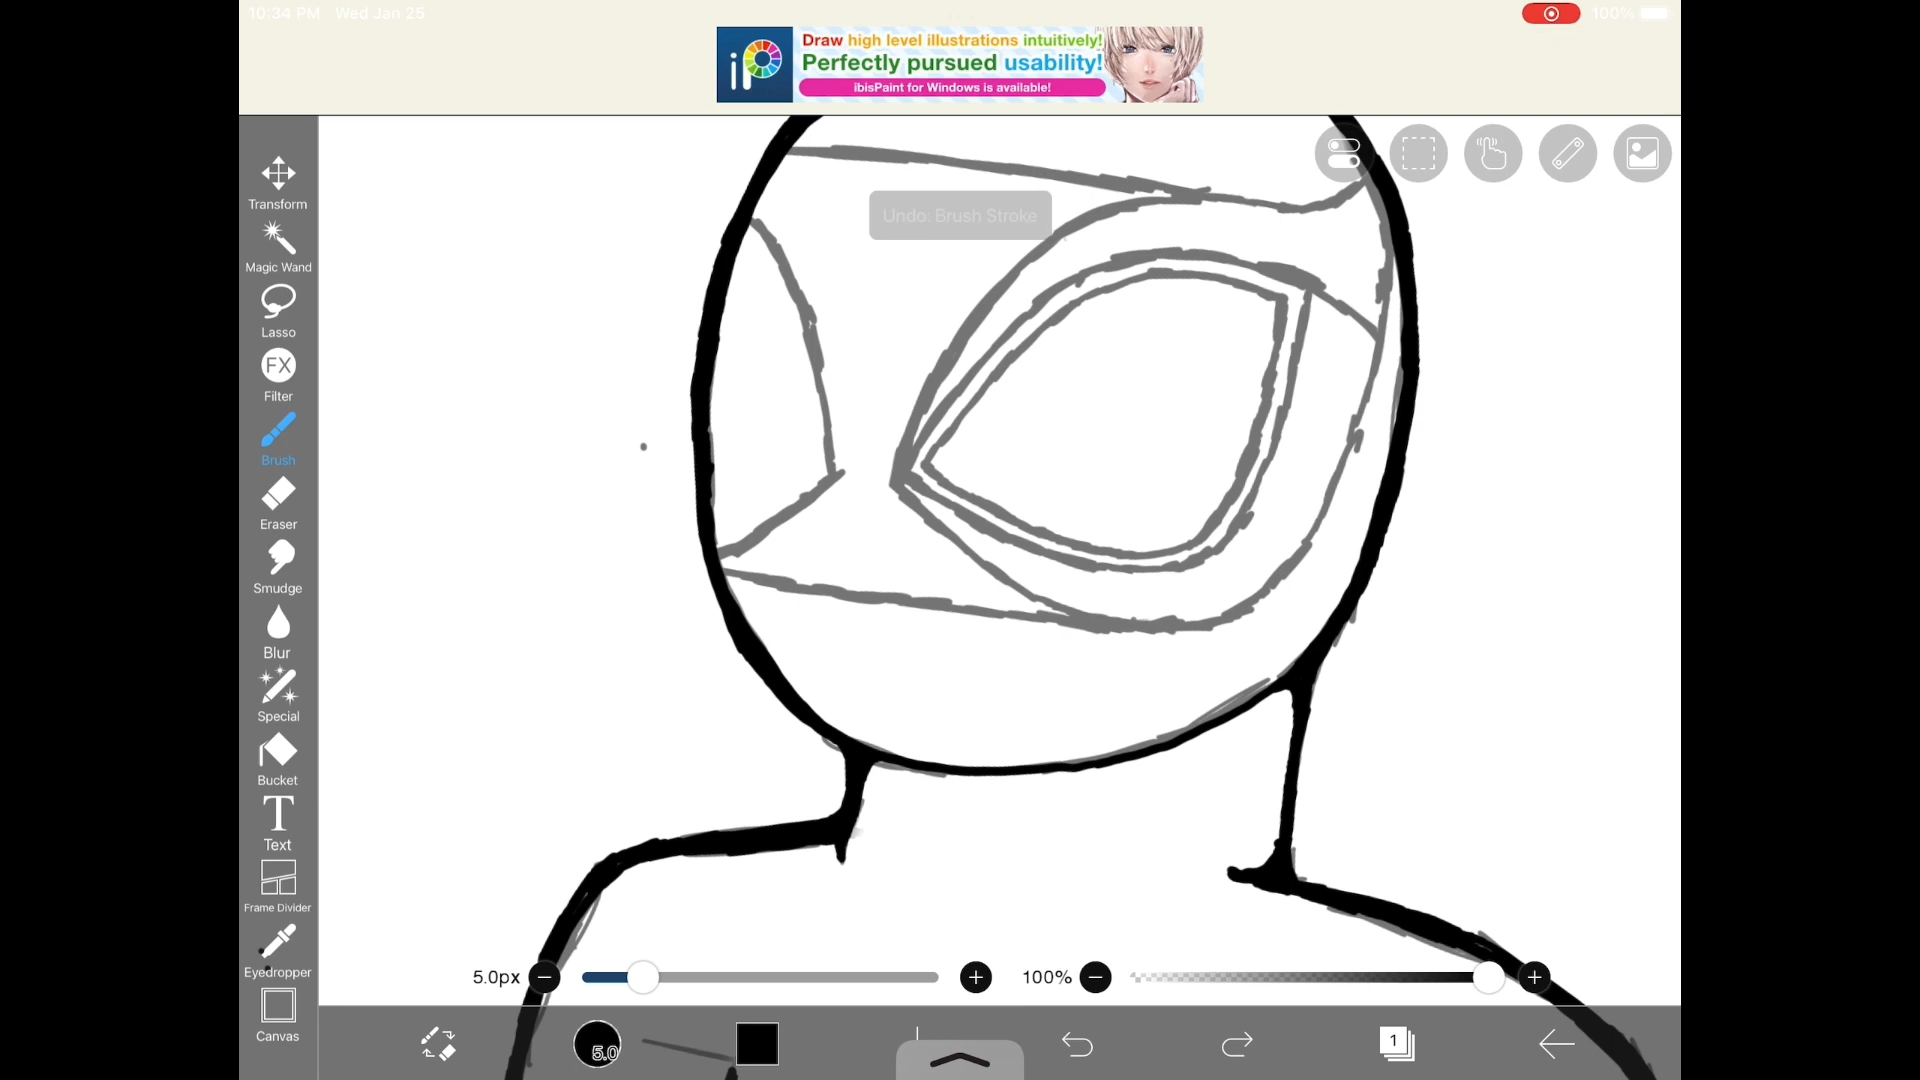 10:34 PM Wed Jan 25
100%
iP
Draw high level illustrations intuitively!
Perfectly pursued usability!
ibisPaint for Windows is available!
Transform
Undo: Brush Stroke
Magic Wand
Lasso
FX
Filter
Brush
Eraser
Smudge
Blur
Special
Bucket
T
Text
Frame Divider
Eyedropper
5.0px
100%
Canvas
5.0
1